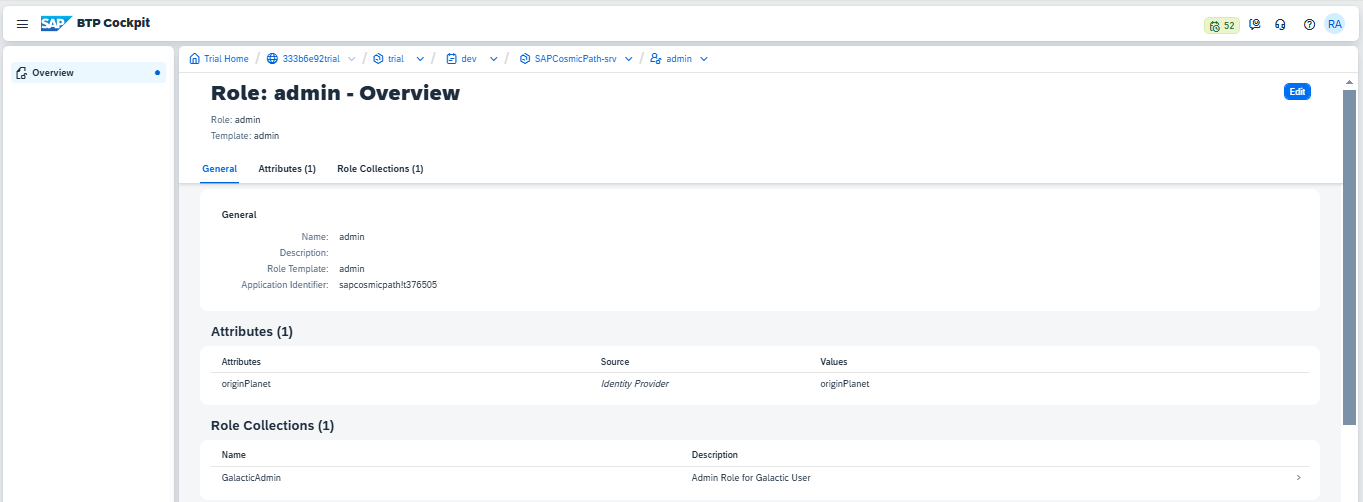 SAP BTP Cockpit
52
RA
Overview
Trial Home / 333b6e92trial / trial / dev / SAPCosmicPath-srv / admin
Role: admin - Overview
Edit
Role: admin
Template: admin
General Attributes (1) Role Collections (1)
General
Name: admin
Description:
Role Template: admin
Application Identifier: sapcosmicpath!t376505
Attributes (1)
Attributes Source Values
originPlanet Identity Provider originPlanet
Role Collections (1)
Name Description
GalacticAdmin Admin Role for Galactic User